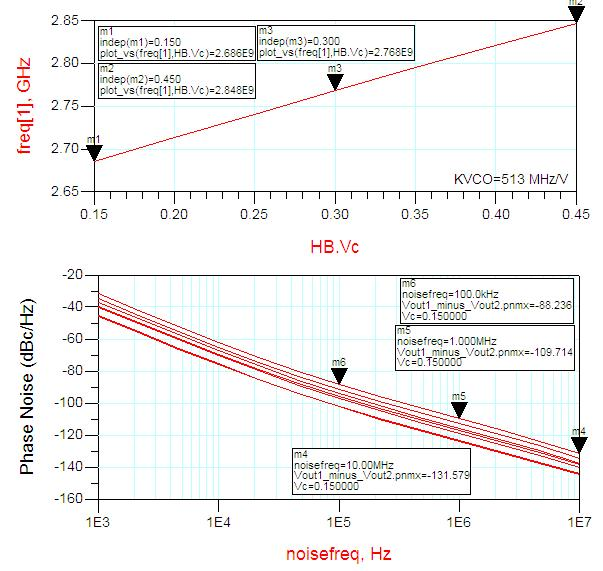 2.85
2.80
2.75
2.70
2.65
freq[1], GHz
m1
indep(m1)=0.150
plot_vs(freq[1],HB.Vc)=2.686E9
m2
indep(m2)=0.450
plot_vs(freq[1],HB.Vc)=2.848E9
m3
indep(m3)=0.300
plot_vs(freq[1],HB.Vc)=2.768E9
m1
m3
m2
KVCO=513 MHz/V
0.15 0.20 0.25 0.30 0.35 0.40 0.45
HB.Vc
-20
-40
-60
-80
-100
-120
-140
-160
Phase Noise (dBc/Hz)
m6
noisefreq=100.0kHz
Vout1_minus_Vout2.pnmx=-88.236
Vc=0.150000
m5
noisefreq=1.000MHz
Vout1_minus_Vout2.pnmx=-109.714
Vc=0.150000
m6
m5
m4
m4
noisefreq=10.00MHz
Vout1_minus_Vout2.pnmx=-131.579
Vc=0.150000
1E3 1E4 1E5 1E6 1E7
noisefreq, Hz